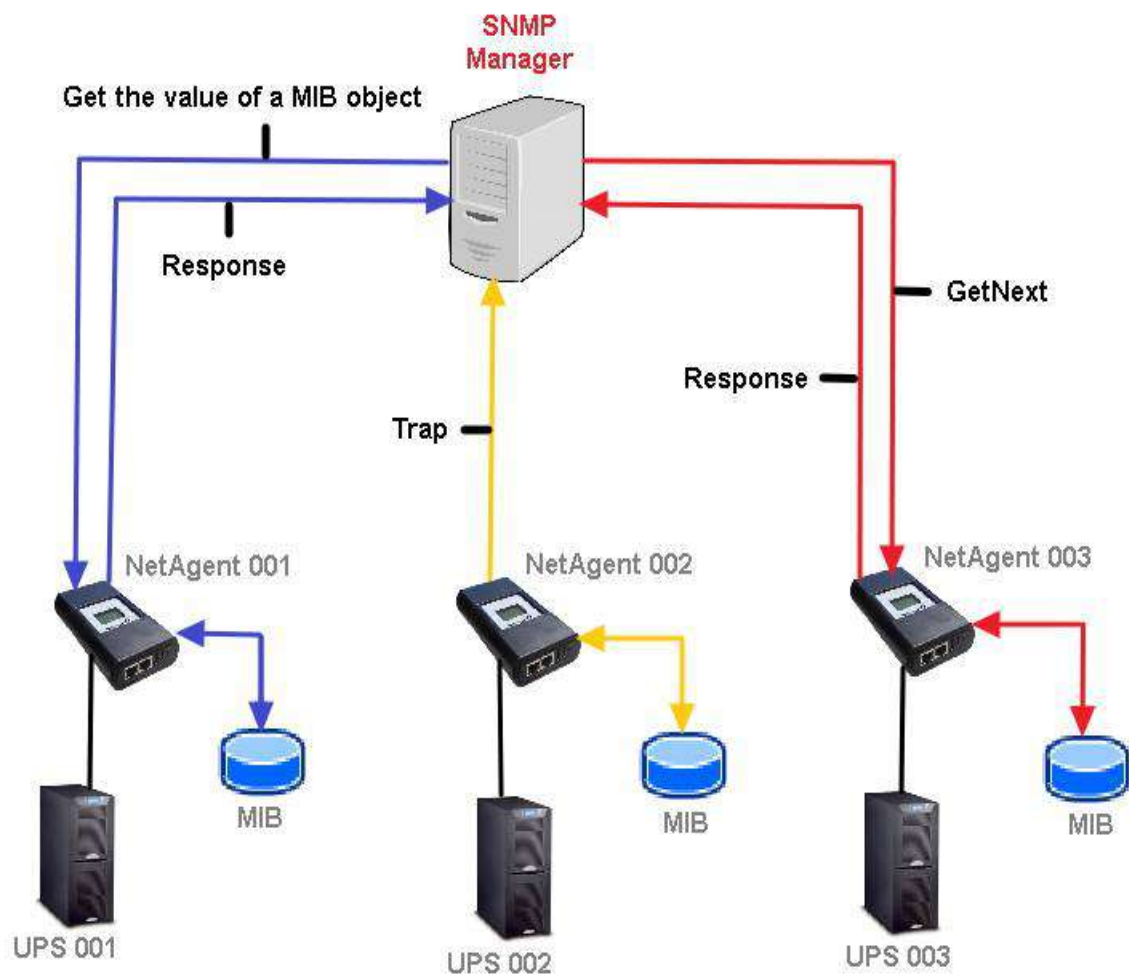 SNMP
Manager
Get the value of a MIB object
Response
GetNext
Response
Trap
NetAgent 001
NetAgent 002
NetAgent 003
MIB
MIB
MIB
UPS 001
UPS 002
UPS 003